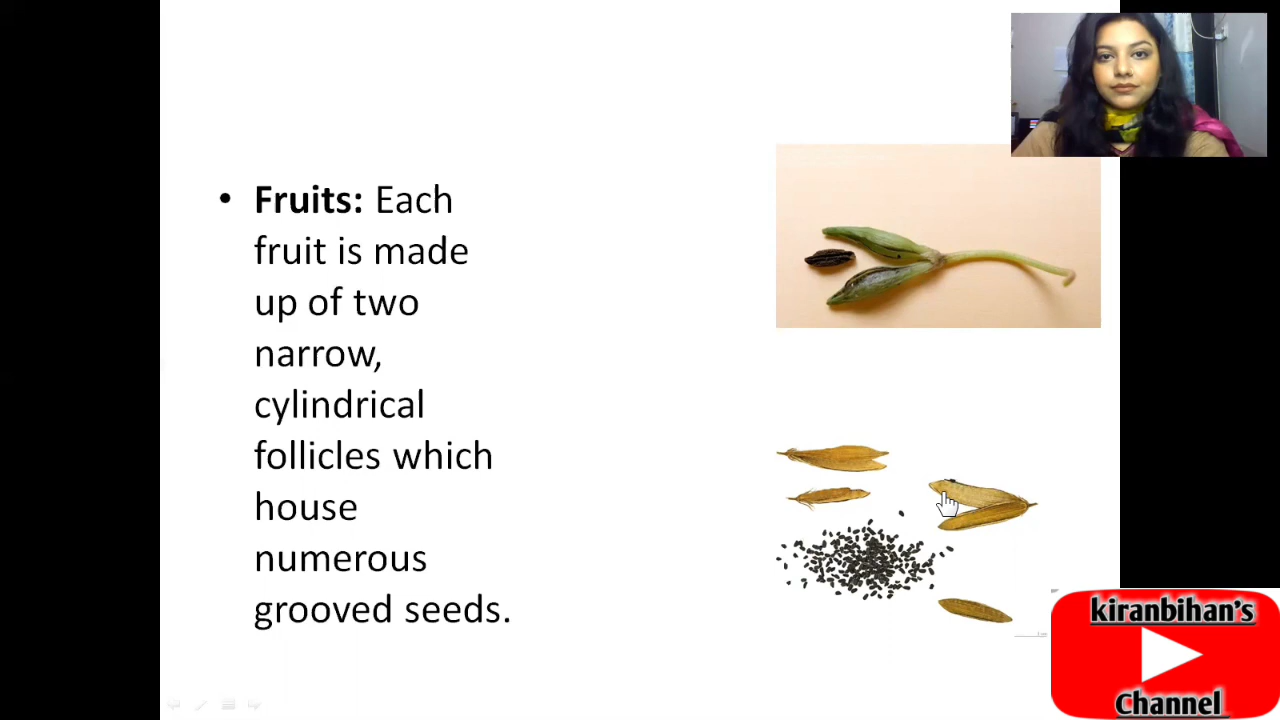 • Fruits: Each
fruit is made
up of two
narrow,
cylindrical
follicles which
house
numerous
grooved seeds.
kiranbihan's
Channel